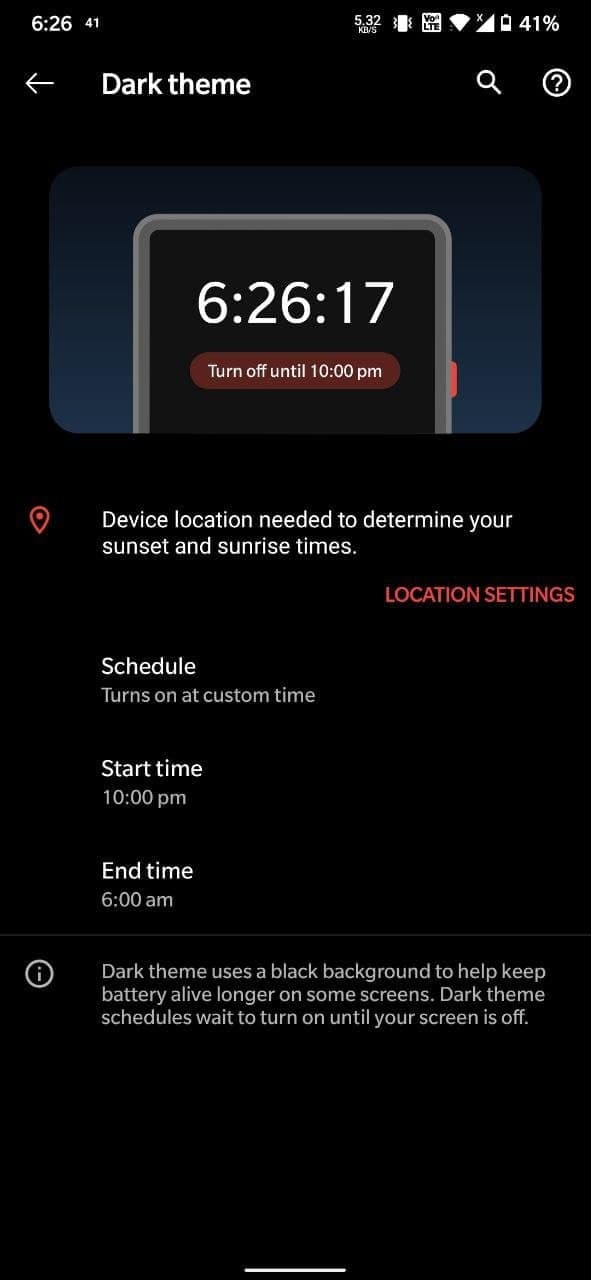 6:26 41 5.32 KB/S Vo)) LTE x 41%
Dark theme
6:26:17
Turn off until 10:00 pm
Device location needed to determine your
sunset and sunrise times.
LOCATION SETTINGS
Schedule
Turns on at custom time
Start time
10:00 pm
End time
6:00 am
Dark theme uses a black background to help keep
battery alive longer on some screens. Dark theme
schedules wait to turn on until your screen is off.